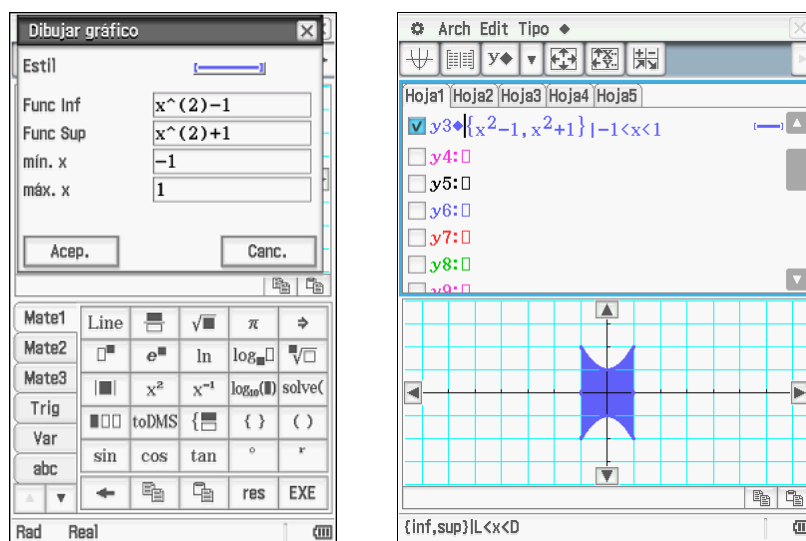 Dibujar gráfico
Estil
Func Inf x^(2)−1
Func Sup x^(2)+1
mín. x −1
máx. x 1
Acep. Canc.
Mate1 Line √■ π ⇒
Mate2 □■ e■ ln log■□ ■√□
Mate3 |■| x² x⁻¹ log₁₀(■) solve(
Trig ■□□ toDMS { } ( )
Var
abc sin cos tan ° r
▲ ▼ ← res EXE
Rad Real
Arch Edit Tipo ◆
y◆ ▼
Hoja1 Hoja2 Hoja3 Hoja4 Hoja5
y3◆{x²−1, x²+1}|−1<x<1
y4:□
y5:□
y6:□
y7:□
y8:□
y9:□
{inf,sup}|L<x<D